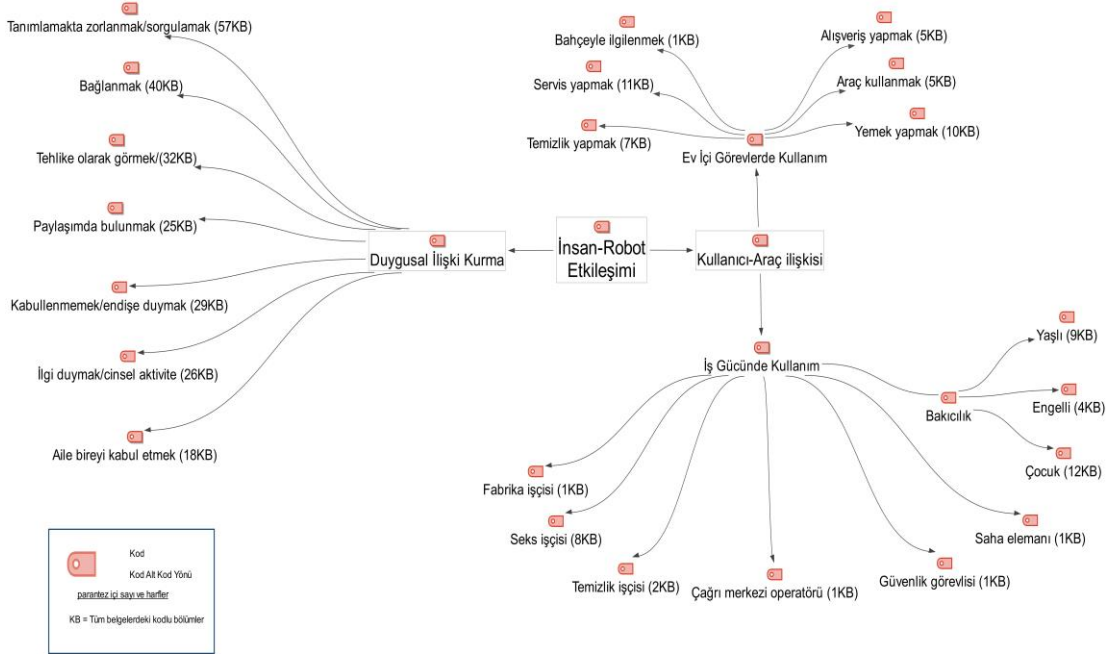 Tanımlamakta zorlanmak/sorgulamak (57KB)
Bağlanmak (40KB)
Tehlike olarak görmek/(32KB)
Paylaşımda bulunmak (25KB)
Duygusal İlişki Kurma
Kabullenmemek/endişe duymak (29KB)
İlgi duymak/cinsel aktivite (26KB)
Aile bireyi kabul etmek (18KB)
İnsan-Robot
Etkileşimi
Kullanıcı-Araç ilişkisi
Bahçeyle ilgilenmek (1KB)
Servis yapmak (11KB)
Temizlik yapmak (7KB)
Alışveriş yapmak (5KB)
Araç kullanmak (5KB)
Yemek yapmak (10KB)
Ev İçi Görevlerde Kullanım
İş Gücünde Kullanım
Yaşlı (9KB)
Engelli (4KB)
Bakıcılık
Çocuk (12KB)
Fabrika işçisi (1KB)
Seks işçisi (8KB)
Temizlik işçisi (2KB)
Çağrı merkezi operatörü (1KB)
Güvenlik görevlisi (1KB)
Saha elemanı (1KB)
Kod
Kod Alt Kod Yönü
parantez içi sayı ve harfler
KB = Tüm belgelerdeki kodlu bölümler